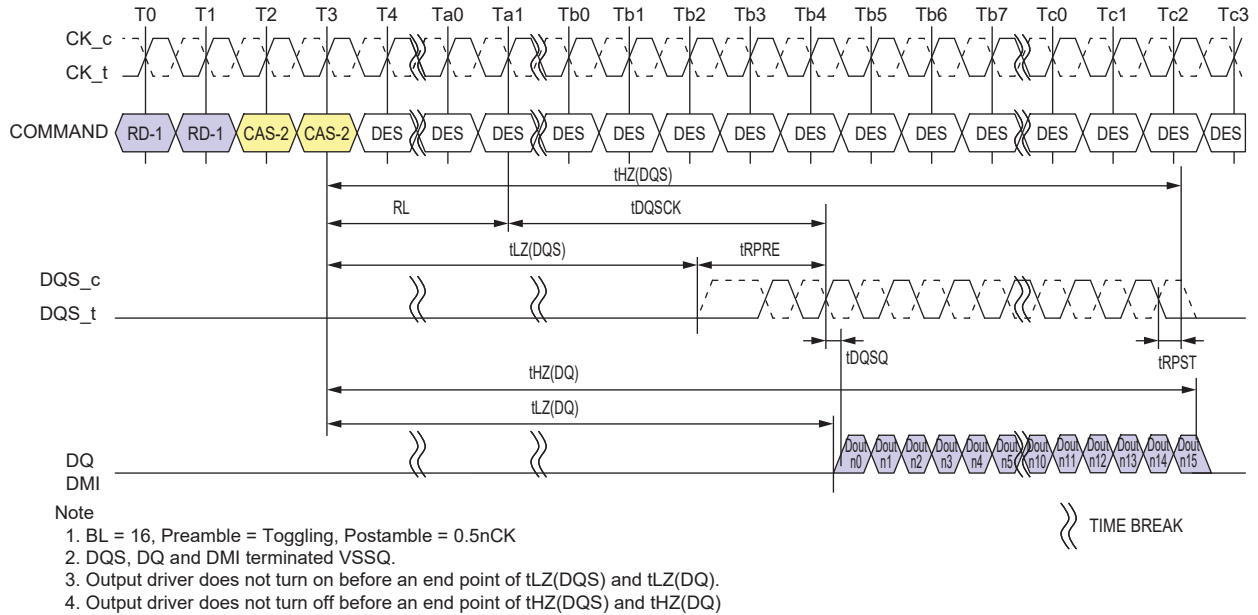 T0 T1 T2 T3 T4 Ta0 Ta1 Tb0 Tb1 Tb2 Tb3 Tb4 Tb5 Tb6 Tb7 Tc0 Tc1 Tc2 Tc3
CK_c
CK_t
COMMAND RD-1 RD-1 CAS-2 CAS-2 DES DES DES DES DES DES DES DES DES DES DES DES DES DES DES
tHZ(DQS)
RL tDQSCK
tLZ(DQS) tRPRE
DQS_c
DQS_t
tDQSQ tRPST
tHZ(DQ)
tLZ(DQ)
DQ
DMI
Dout Dout Dout Dout Dout Dout Dout Dout Dout Dout Dout Dout
n0 n1 n2 n3 n4 n5 n10 n11 n12 n13 n14 n15
TIME BREAK
Note
1. BL = 16, Preamble = Toggling, Postamble = 0.5nCK
2. DQS, DQ and DMI terminated VSSQ.
3. Output driver does not turn on before an end point of tLZ(DQS) and tLZ(DQ).
4. Output driver does not turn off before an end point of tHZ(DQS) and tHZ(DQ)